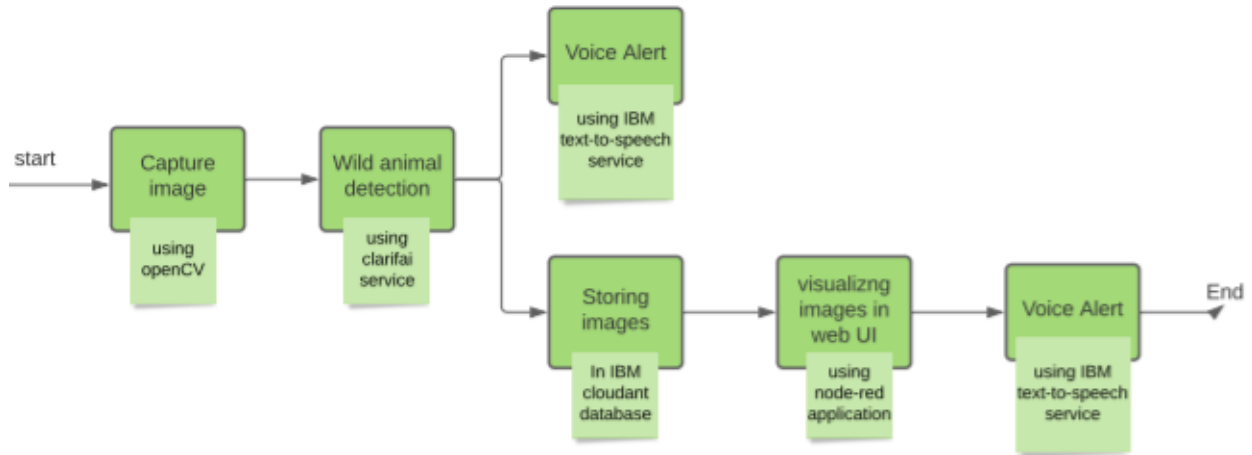 start
Capture
image
using
openCV
Wild animal
detection
using
clarifai
service
Voice Alert
using IBM
text-to-speech
service
Storing
images
In IBM
cloudant
database
visualizng
images in
web UI
using
node-red
application
Voice Alert
using IBM
text-to-speech
service
End